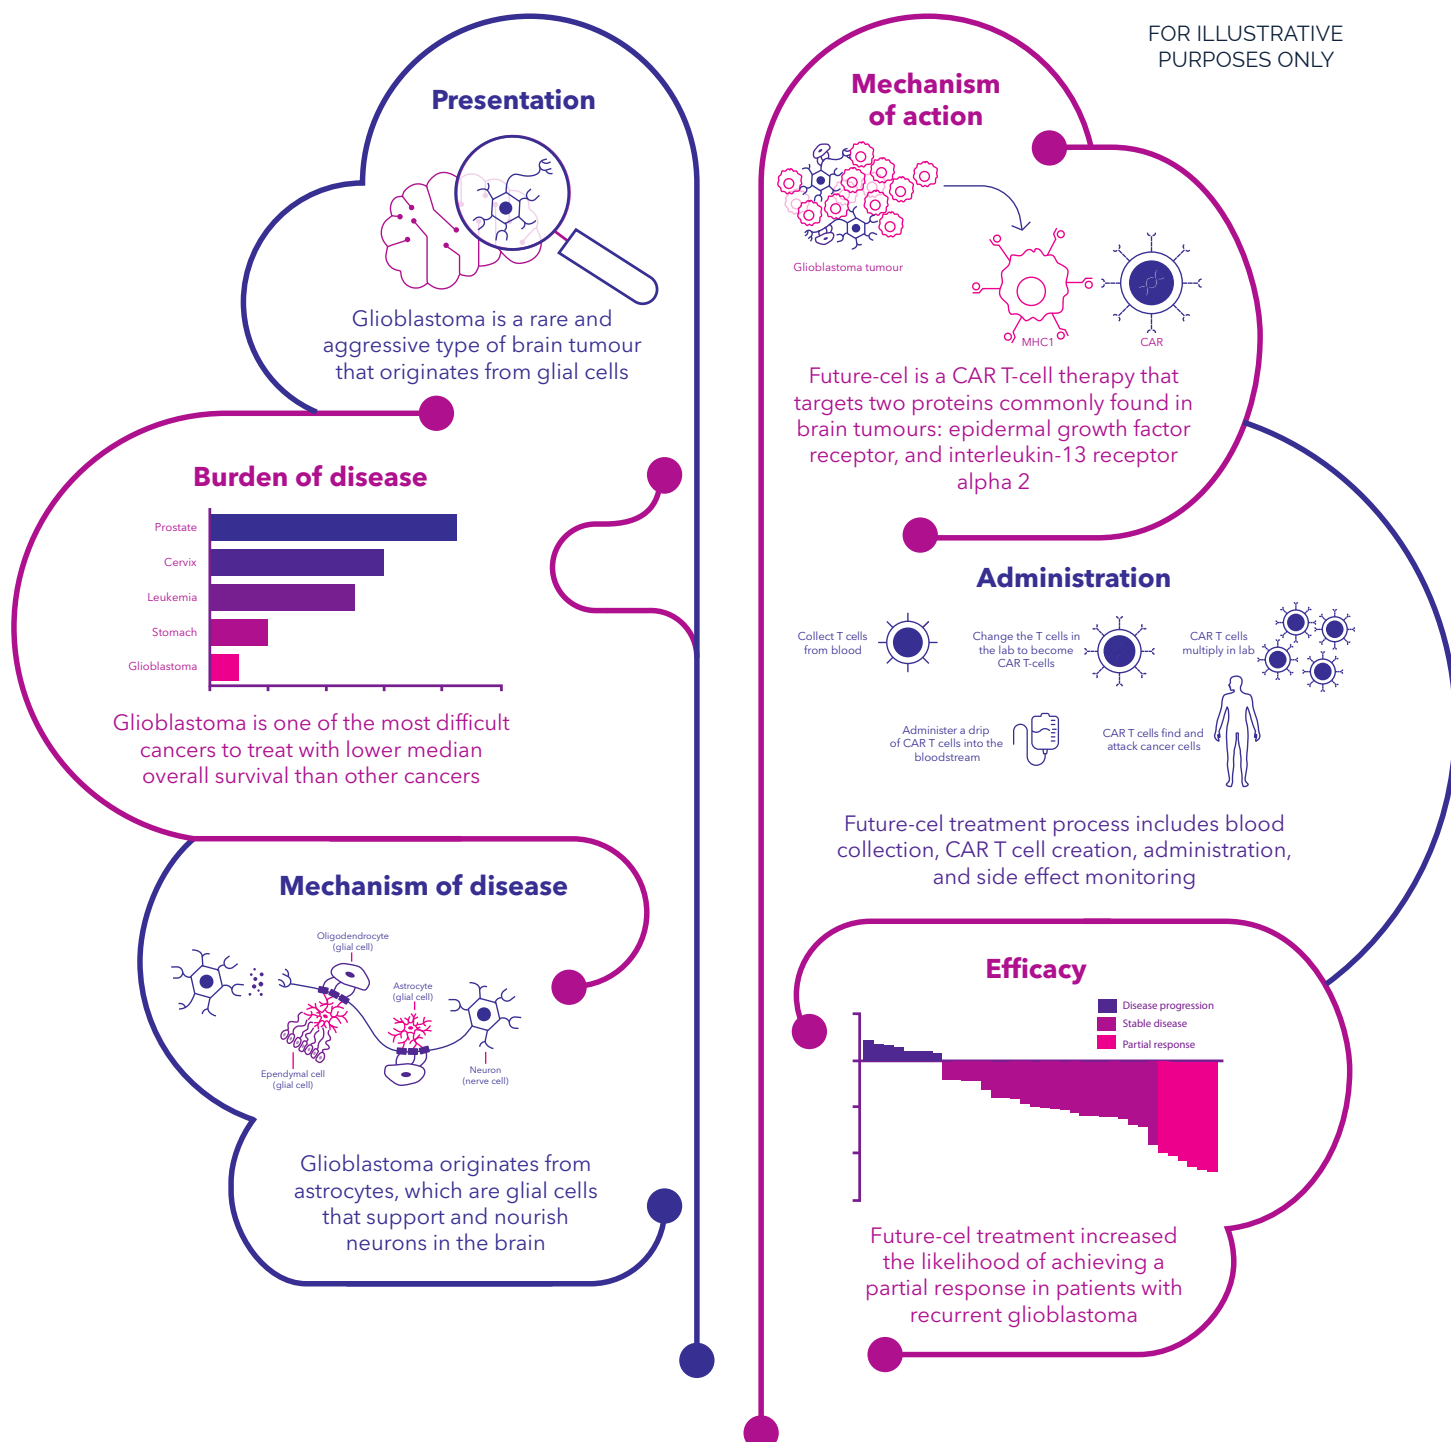 FOR ILLUSTRATIVE
PURPOSES ONLY
Presentation
Glioblastoma is a rare and
aggressive type of brain tumour
that originates from glial cells
Burden of disease
Prostate
Cervix
Leukemia
Stomach
Glioblastoma
Glioblastoma is one of the most difficult
cancers to treat with lower median
overall survival than other cancers
Mechanism of disease
Oligodendrocyte
(glial cell)
Astrocyte
(glial cell)
Ependymal cell
(glial cell)
Neuron
(nerve cell)
Glioblastoma originates from
astrocytes, which are glial cells
that support and nourish
neurons in the brain
Mechanism
of action
Glioblastoma tumour
MHC1
CAR
Future-cel is a CAR T-cell therapy that
targets two proteins commonly found in
brain tumours: epidermal growth factor
receptor, and interleukin-13 receptor
alpha 2
Administration
Collect T cells
from blood
Change the T cells in
the lab to become
CAR T-cells
CAR T cells
multiply in lab
Administer a drip
of CAR T cells into the
bloodstream
CAR T cells find and
attack cancer cells
Future-cel treatment process includes blood
collection, CAR T cell creation, administration,
and side effect monitoring
Efficacy
Disease progression
Stable disease
Partial response
Future-cel treatment increased
the likelihood of achieving a
partial response in patients with
recurrent glioblastoma